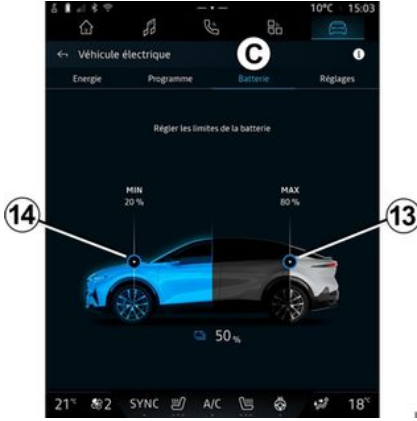 10°C 15:03
Véhicule électrique
C
Energie Programme Batterie Réglages
Régler les limites de la batterie
MIN MAX
20 % 80 %
14 13
50 %
21° 2 SYNC A/C 18°